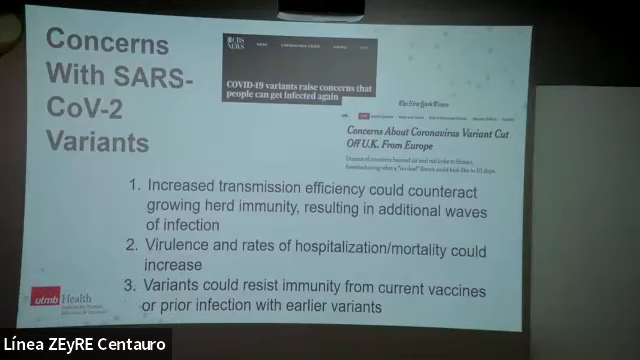 Concerns
With SARS-
CoV-2
Variants
CBS
NEWS
NEWS
COVID-19 variants raise concerns that
people can get infected again
The New York Times
Concerns About Coronavirus Variant Cut
Off U.K. From Europe
1. Increased transmission efficiency could counteract
growing herd immunity, resulting in additional waves
of infection
2. Virulence and rates of hospitalization/mortality could
increase
3. Variants could resist immunity from current vaccines
or prior infection with earlier variants
utmb Health
Línea ZEyRE Centauro